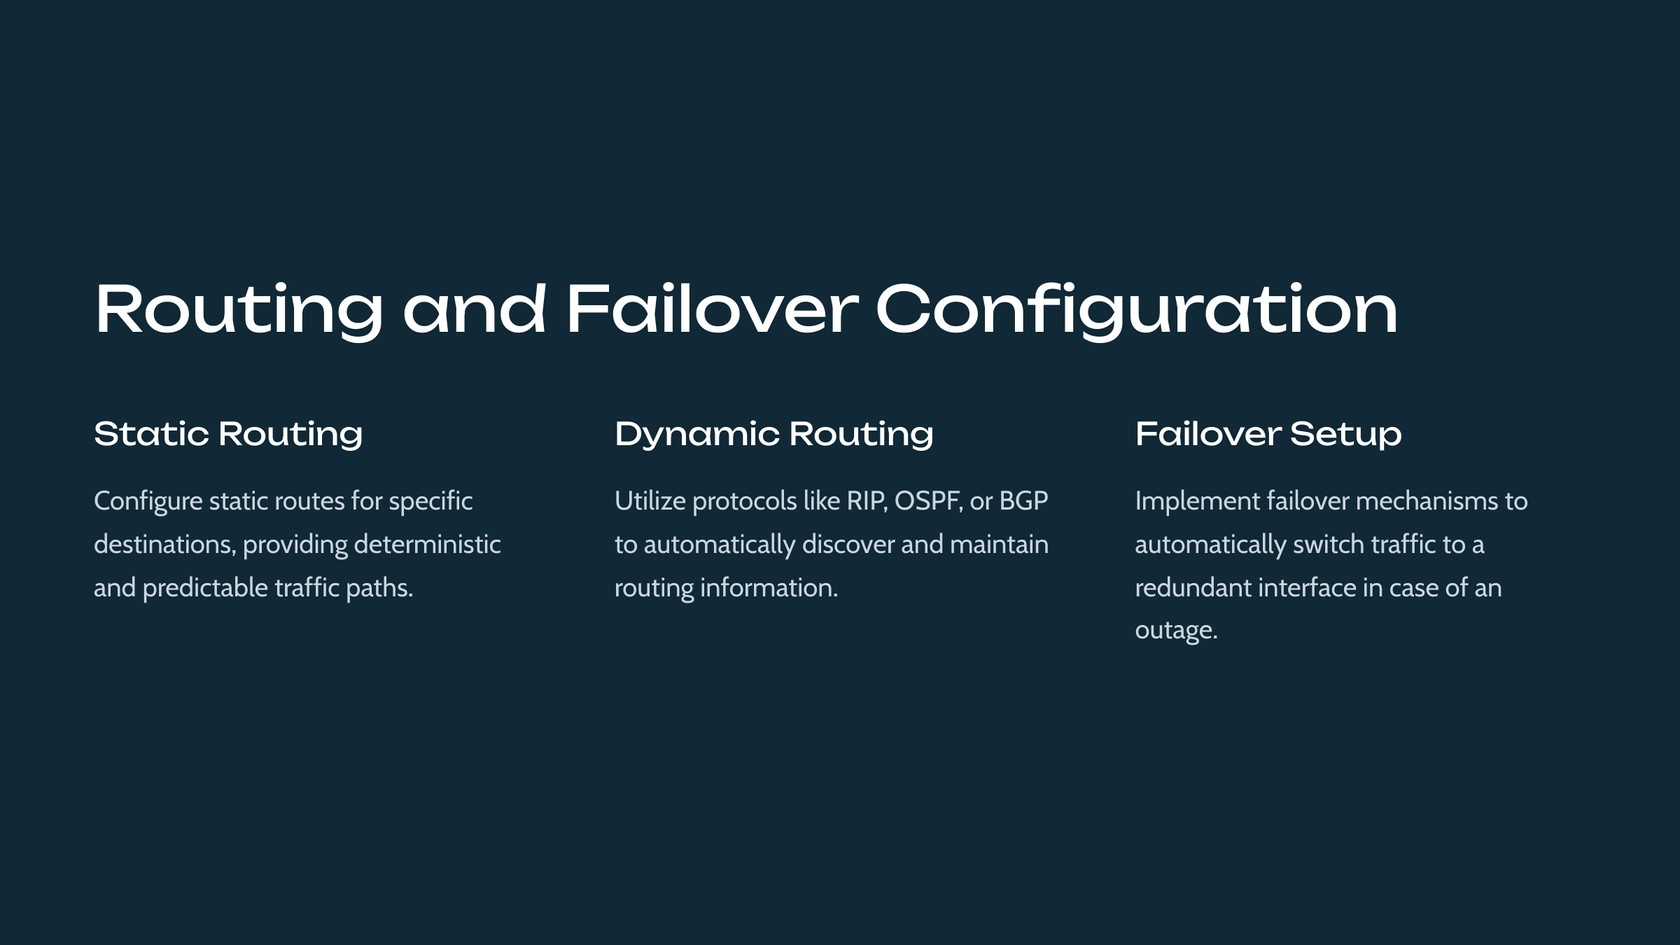 Routing and Failover Configuration
Static Routing
Configure static routes for specific
destinations, providing deterministic
and predictable traffic paths.
Dynamic Routing
Utilize protocols like RIP, OSPF, or BGP
to automatically discover and maintain
routing information.
Failover Setup
Implement failover mechanisms to
automatically switch traffic to a
redundant interface in case of an
outage.